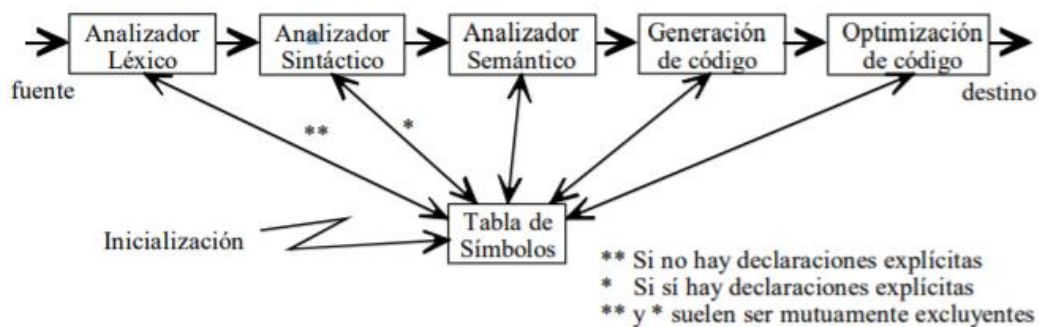 Analizador
Léxico
Analizador
Sintáctico
Analizador
Semántico
Generación
de código
Optimización
de código
fuente
destino
**
*
Inicialización
Tabla de
Símbolos
** Si no hay declaraciones explícitas
* Si sí hay declaraciones explícitas
** y * suelen ser mutuamente excluyentes